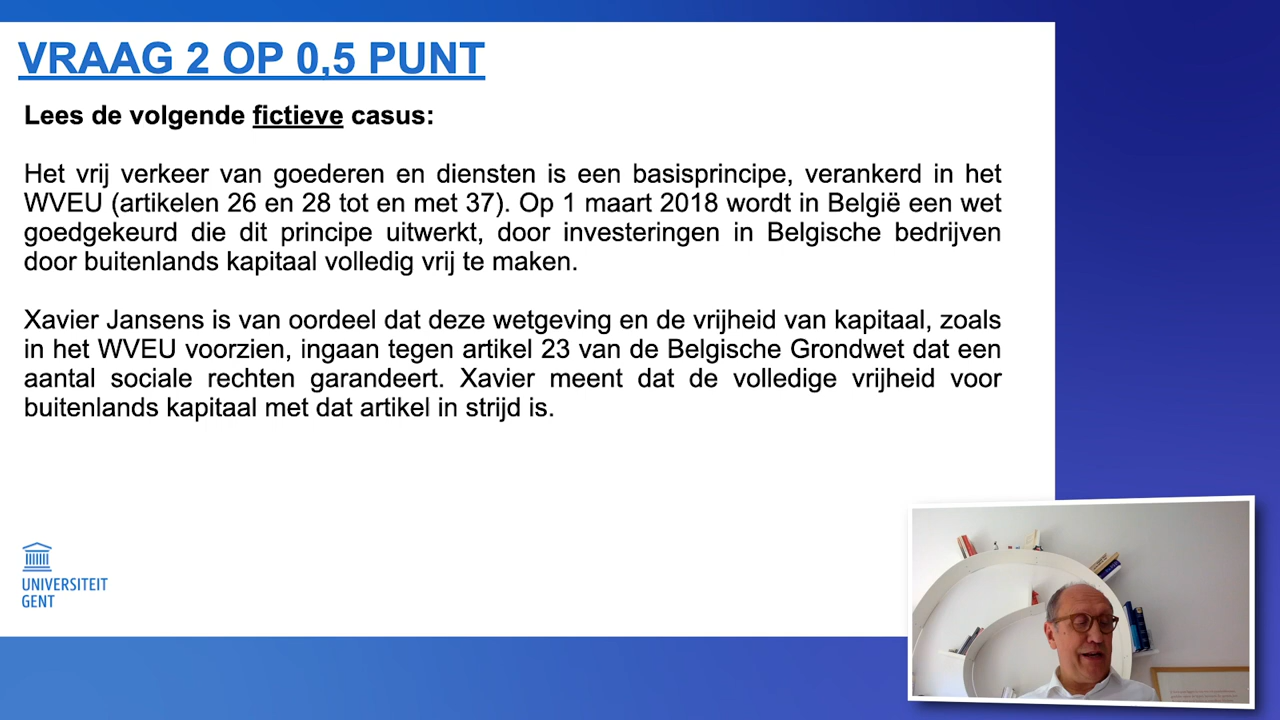 VRAAG 2 OP 0,5 PUNT
Lees de volgende fictieve casus:
Het vrij verkeer van goederen en diensten is een basisprincipe, verankerd in het
WVEU (artikelen 26 en 28 tot en met 37). Op 1 maart 2018 wordt in België een wet
goedgekeurd die dit principe uitwerkt, door investeringen in Belgische bedrijven
door buitenlands kapitaal volledig vrij te maken.
Xavier Jansens is van oordeel dat deze wetgeving en de vrijheid van kapitaal, zoals
in het WVEU voorzien, ingaan tegen artikel 23 van de Belgische Grondwet dat een
aantal sociale rechten garandeert. Xavier meent dat de volledige vrijheid voor
buitenlands kapitaal met dat artikel in strijd is.
UNIVERSITEIT
GENT